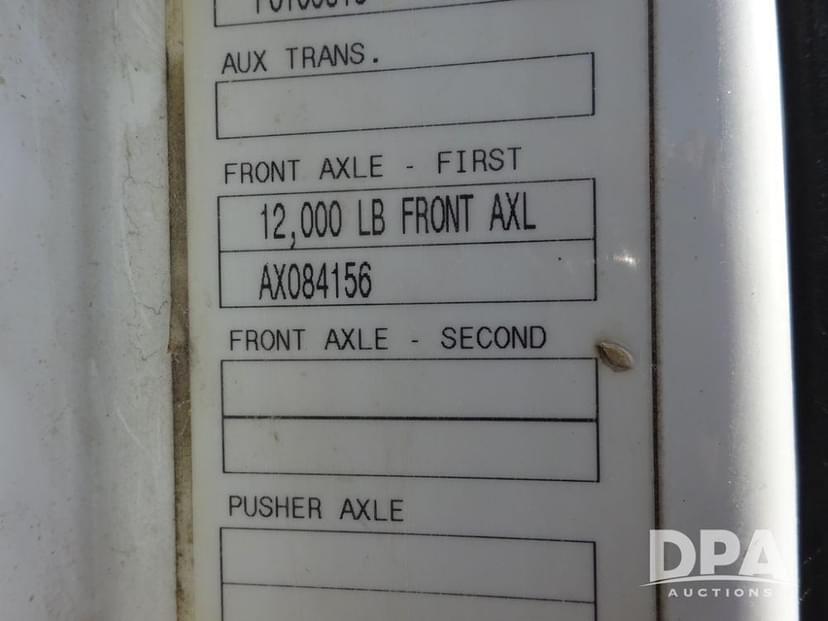 AUX TRANS.
FRONT AXLE - FIRST
12,000 LB FRONT AXL
AX084156
FRONT AXLE - SECOND
PUSHER AXLE
DPA
AUCTIONS